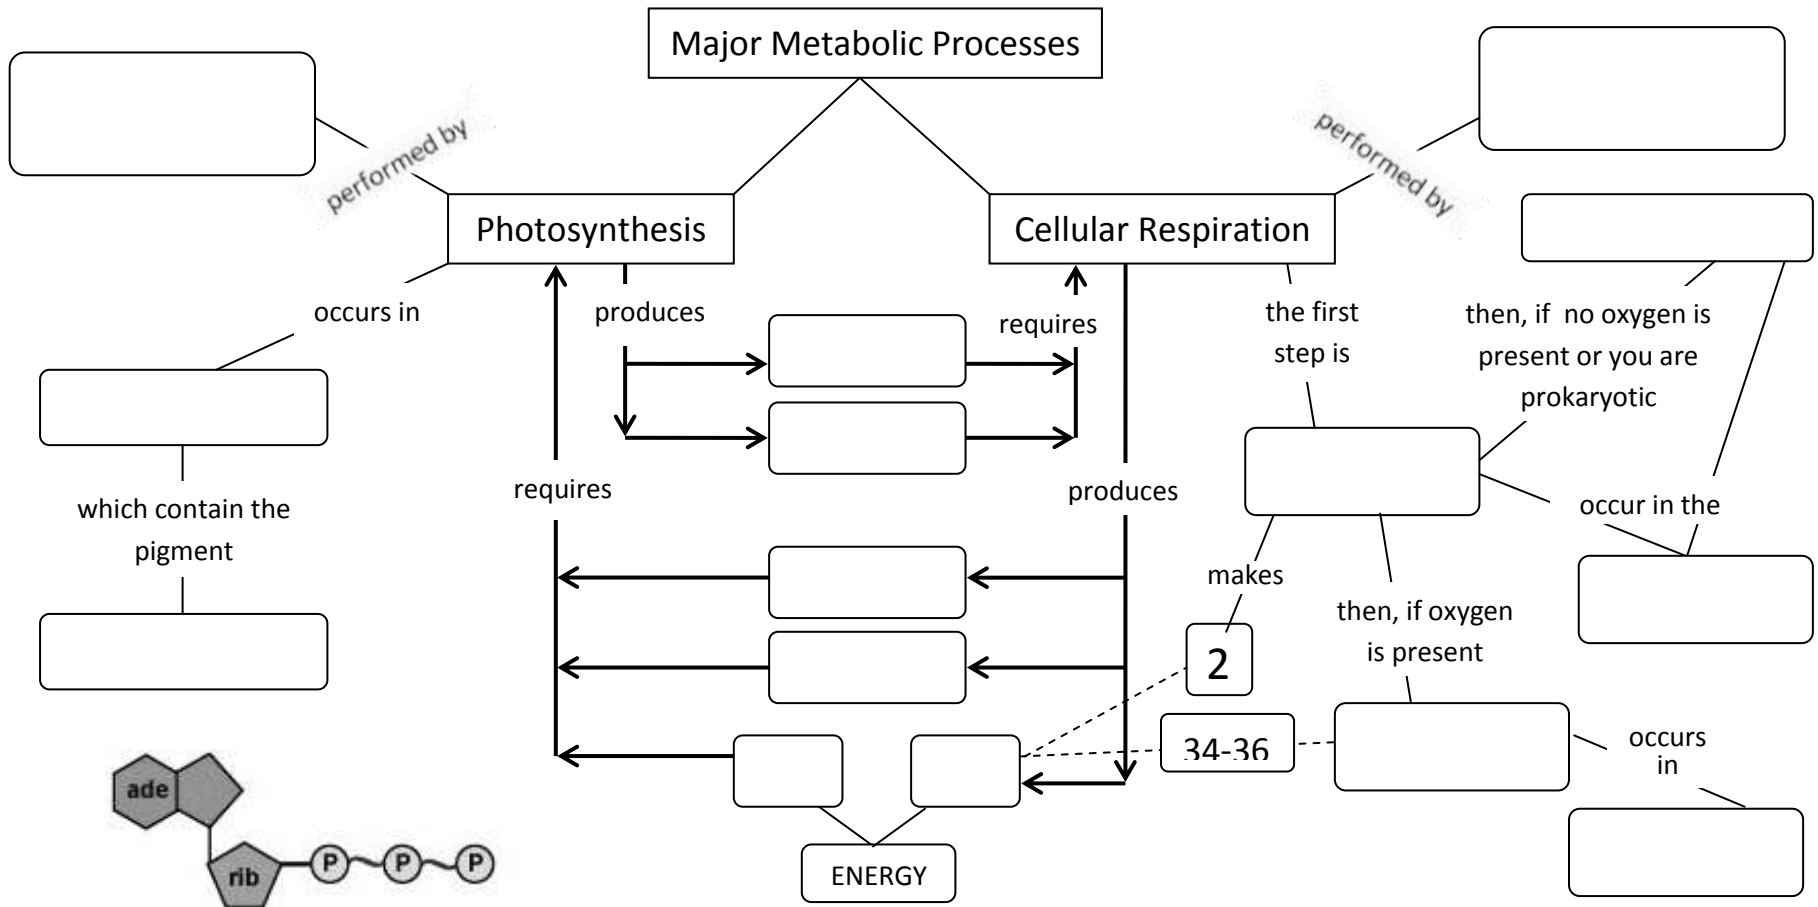 Major Metabolic Processes
performed by
performed by
Photosynthesis
Cellular Respiration
occurs in
produces
requires
the first
step is
then, if  no oxygen is
present or you are
prokaryotic
which contain the
pigment
requires
produces
occur in the
makes
then, if oxygen
is present
2
34-36
occurs
in
ENERGY
ade
rib
P
P
P